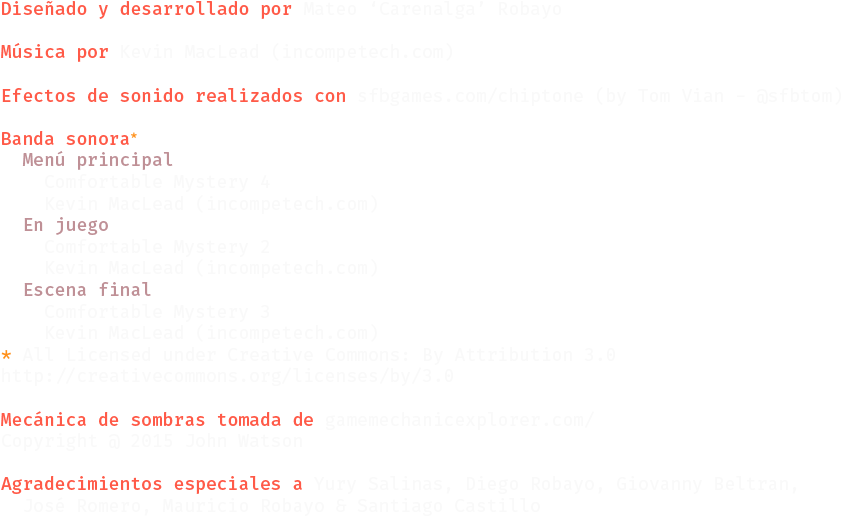 Diseñado y desarrollado por Mateo 'Carenalga' Robayo
Música por Kevin MacLead (incompetech.com)
Efectos de sonido realizados con sfbgames.com/chiptone (by Tom Vian - @sfbtom)
Banda sonora*
Menú principal
Comfortable Mystery 4
Kevin MacLead (incompetech.com)
En juego
Comfortable Mystery 2
Kevin MacLead (incompetech.com)
Escena final
Comfortable Mystery 3
Kevin MacLead (incompetech.com)
* All Licensed under Creative Commons: By Attribution 3.0
http://creativecommons.org/licenses/by/3.0
Mecánica de sombras tomada de gamemechanicexplorer.com/
Copyright @ 2015 John Watson
Agradecimientos especiales a Yury Salinas, Diego Robayo, Giovanny Beltrán,
José Romero, Mauricio Robayo & Santiago Castillo